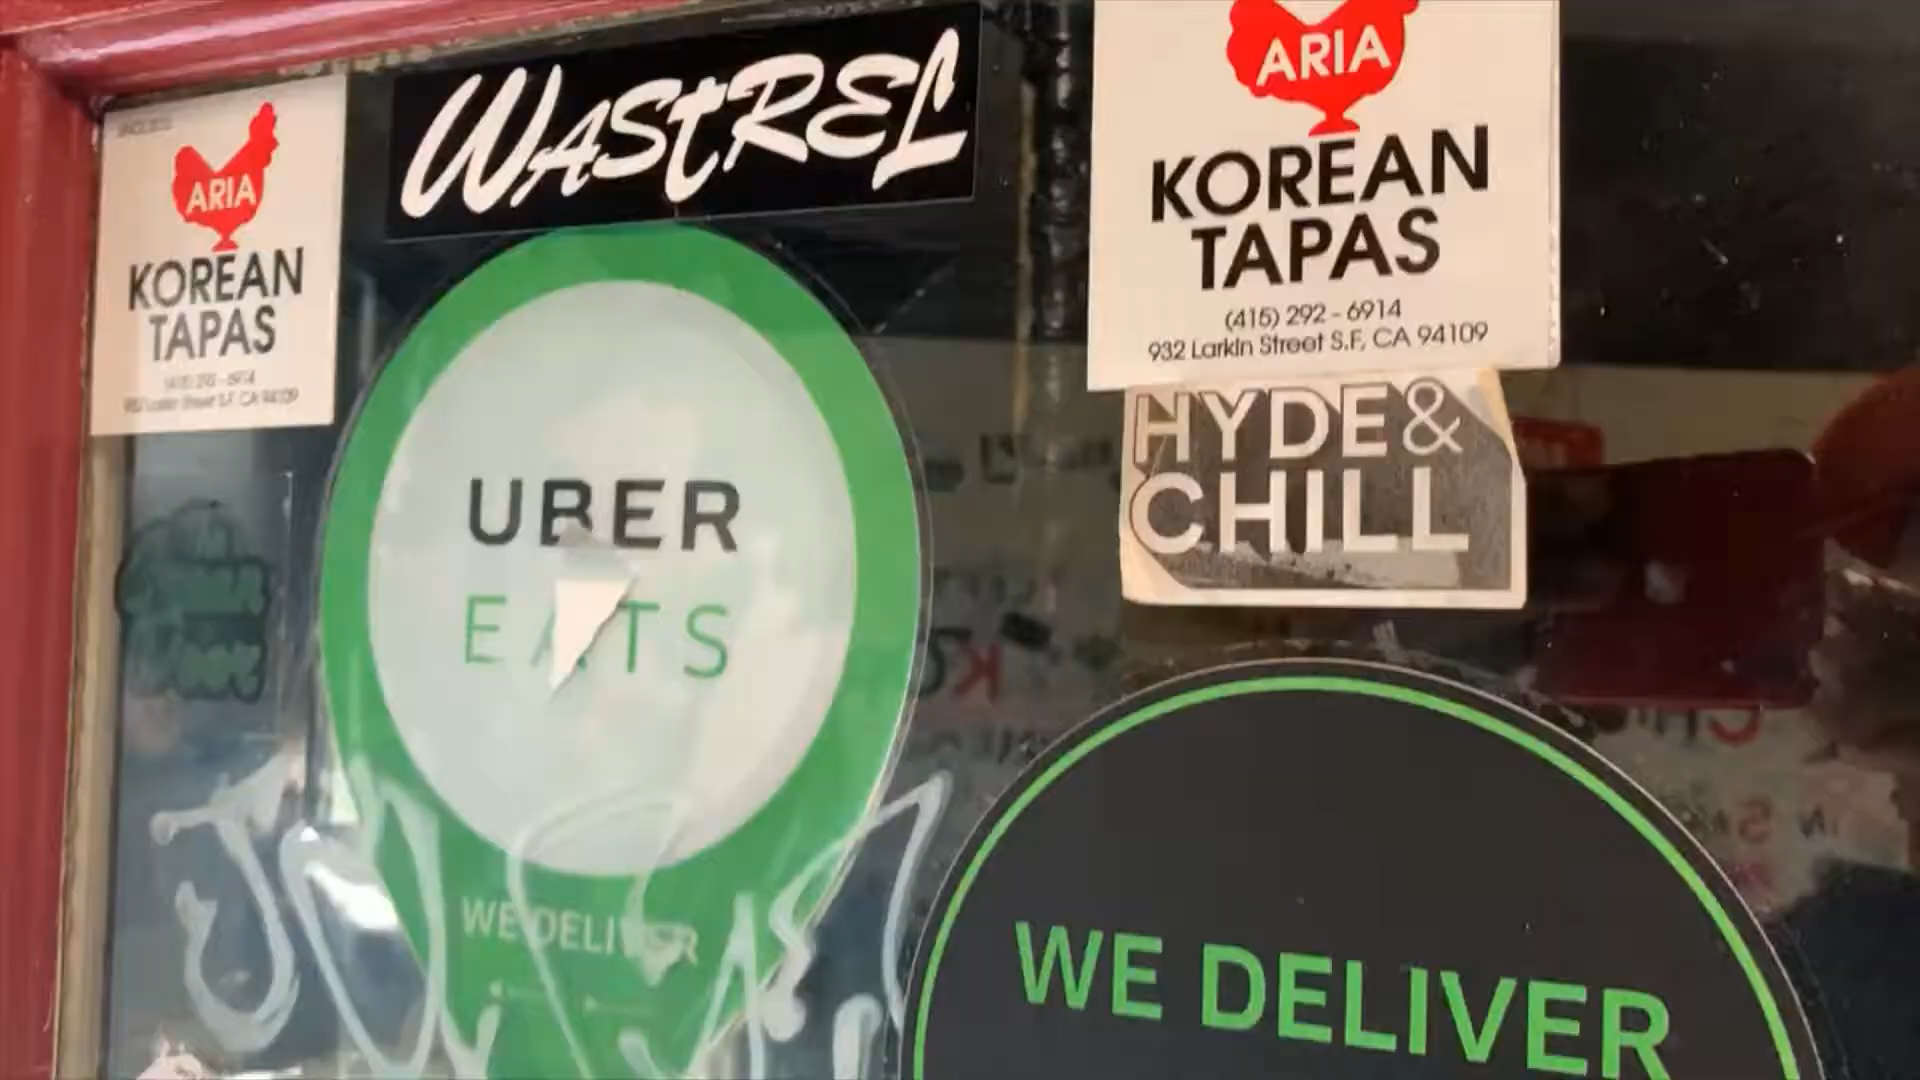 ARIA
KOREAN
TAPAS
WASTREL
UBER
EATS
WE DELIVER
ARIA
KOREAN
TAPAS
(415) 292 - 6914
932 Larkin Street S.F, CA 94109
HYDE &
CHILL
WE DELIVER